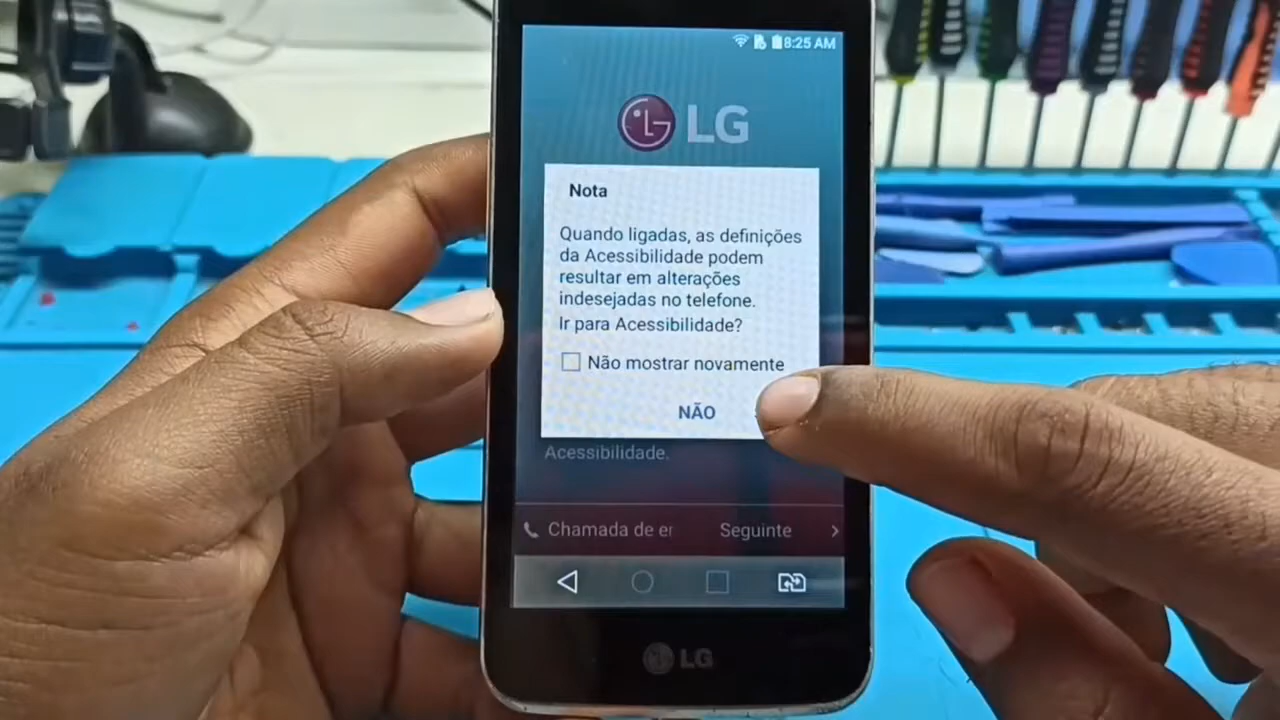 8:25 AM
LG
Nota
Quando ligadas, as definições
da Acessibilidade podem
resultar em alterações
indesejadas no telefone.
Ir para Acessibilidade?
Não mostrar novamente
NÃO
Acessibilidade.
Chamada de er
Seguinte
LG